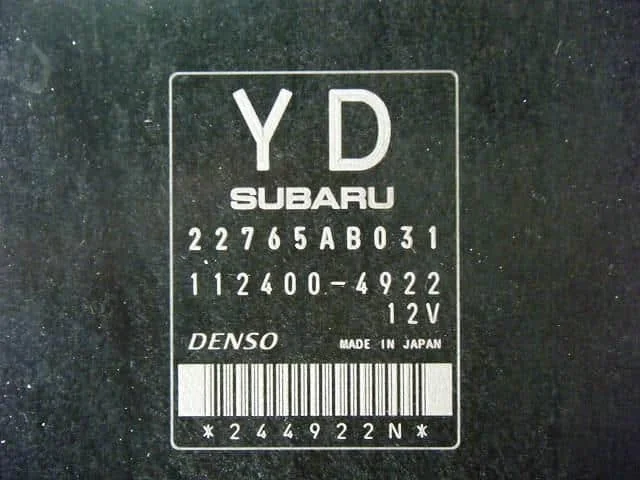 YD
SUBARU
22765AB031
112400-4922
12V
DENSO MADE IN JAPAN
*244922N*